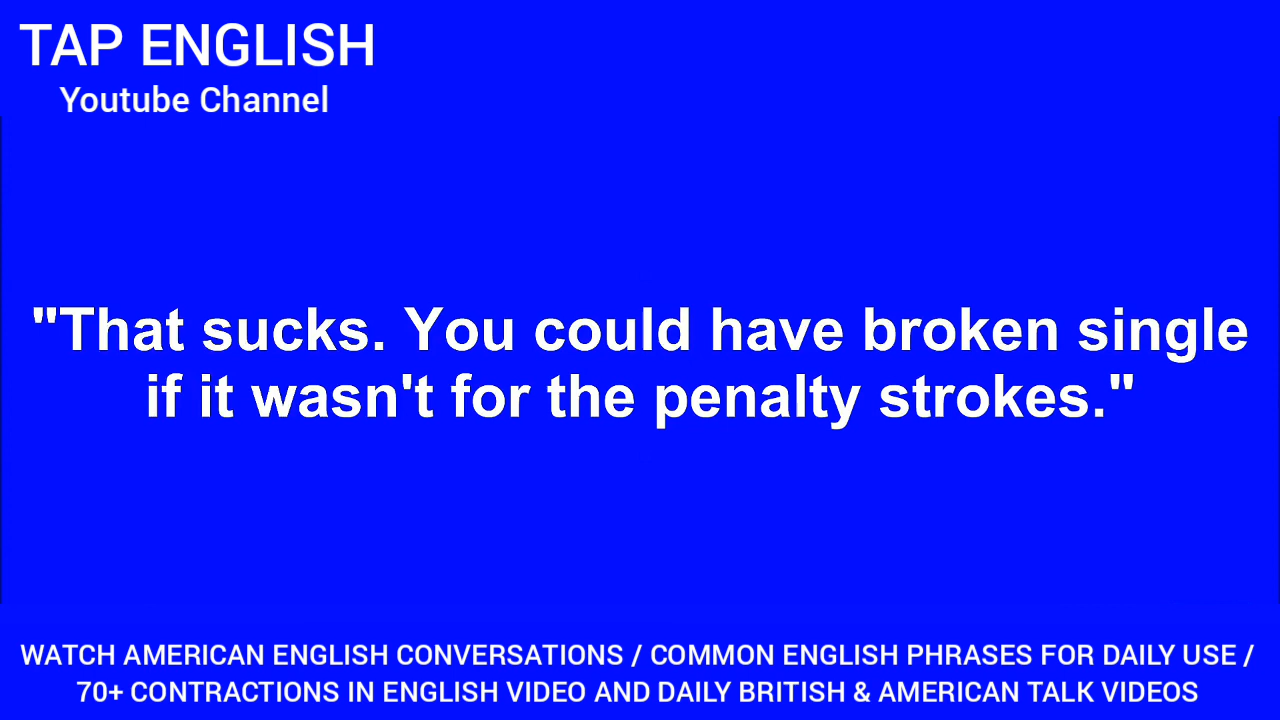 TAP ENGLISH
Youtube Channel
"That sucks. You could have broken single
if it wasn't for the penalty strokes."
WATCH AMERICAN ENGLISH CONVERSATIONS / COMMON ENGLISH PHRASES FOR DAILY USE /
70+ CONTRACTIONS IN ENGLISH VIDEO AND DAILY BRITISH & AMERICAN TALK VIDEOS